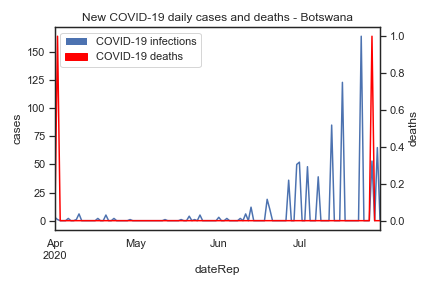 New COVID-19 daily cases and deaths - Botswana
COVID-19 infections
COVID-19 deaths
cases
150
125
100
75
50
25
0
deaths
1.0
0.8
0.6
0.4
0.2
0.0
Apr
2020
May
Jun
Jul
dateRep